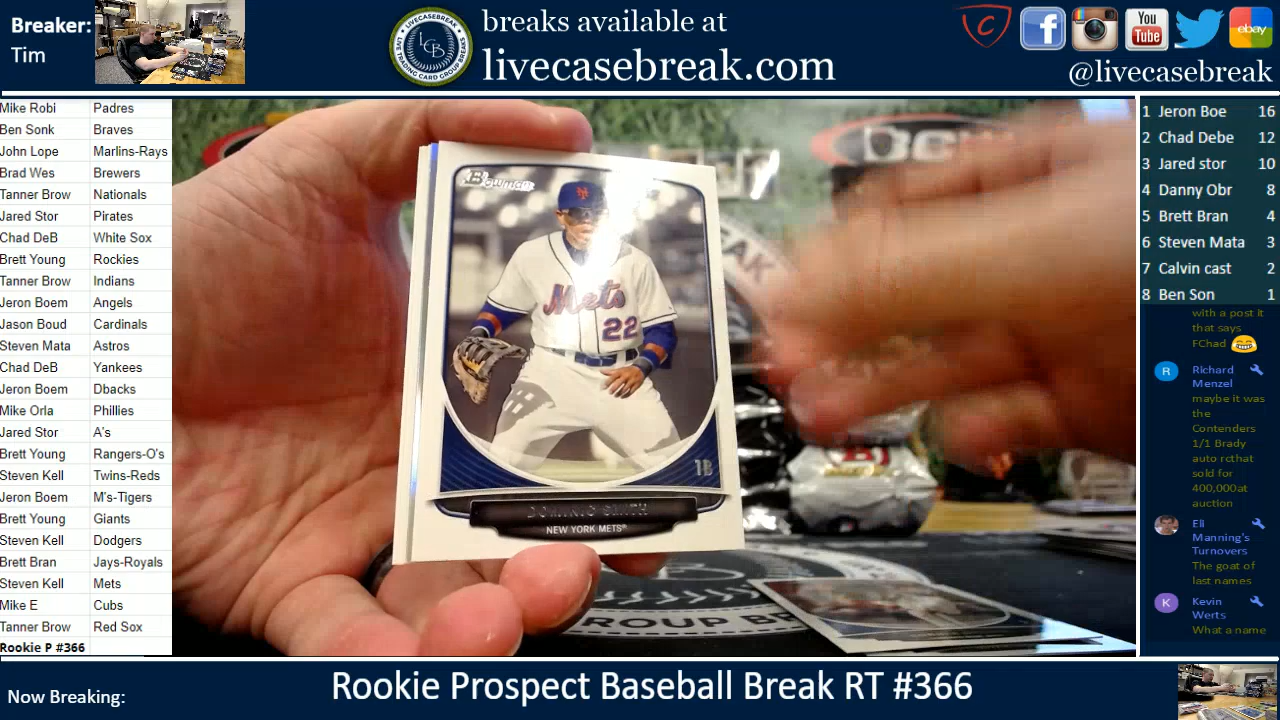 Breaker:
Tim
LCB
breaks available at
livecasebreak.com
You
Tube
ebay
@livecasebreak
Mike Robi Padres
Ben Sonk Braves
John Lope Marlins-Rays
Brad Wes Brewers
Tanner Brow Nationals
Jared Stor Pirates
Chad DeB White Sox
Brett Young Rockies
Tanner Brow Indians
Jeron Boem Angels
Jason Boud Cardinals
Steven Mata Astros
Chad DeB Yankees
Jeron Boem Dbacks
Mike Orla Phillies
Jared Stor A's
Brett Young Rangers-O's
Steven Kell Twins-Reds
Jeron Boem M's-Tigers
Brett Young Giants
Steven Kell Dodgers
Brett Bran Jays-Royals
Steven Kell Mets
Mike E Cubs
Tanner Brow Red Sox
Rookie P #366
Bowman
Mets
22
1B
DOMINIC SMITH
NEW YORK METS
GROUP BR
1 Jeron Boe 16
2 Chad Debe 12
3 Jared stor 10
4 Danny Obr 8
5 Brett Bran 4
6 Steven Mata 3
7 Calvin cast 2
8 Ben Son 1
with a post it
that says
FChad
R Richard
Menzel
maybe it was
the
Contenders
1/1 Brady
auto rcthat
sold for
400,000at
auction
Eli
Manning's
Turnovers
The goat of
last names
K Kevin
Werts
What a name
Now Breaking:
Rookie Prospect Baseball Break RT #366